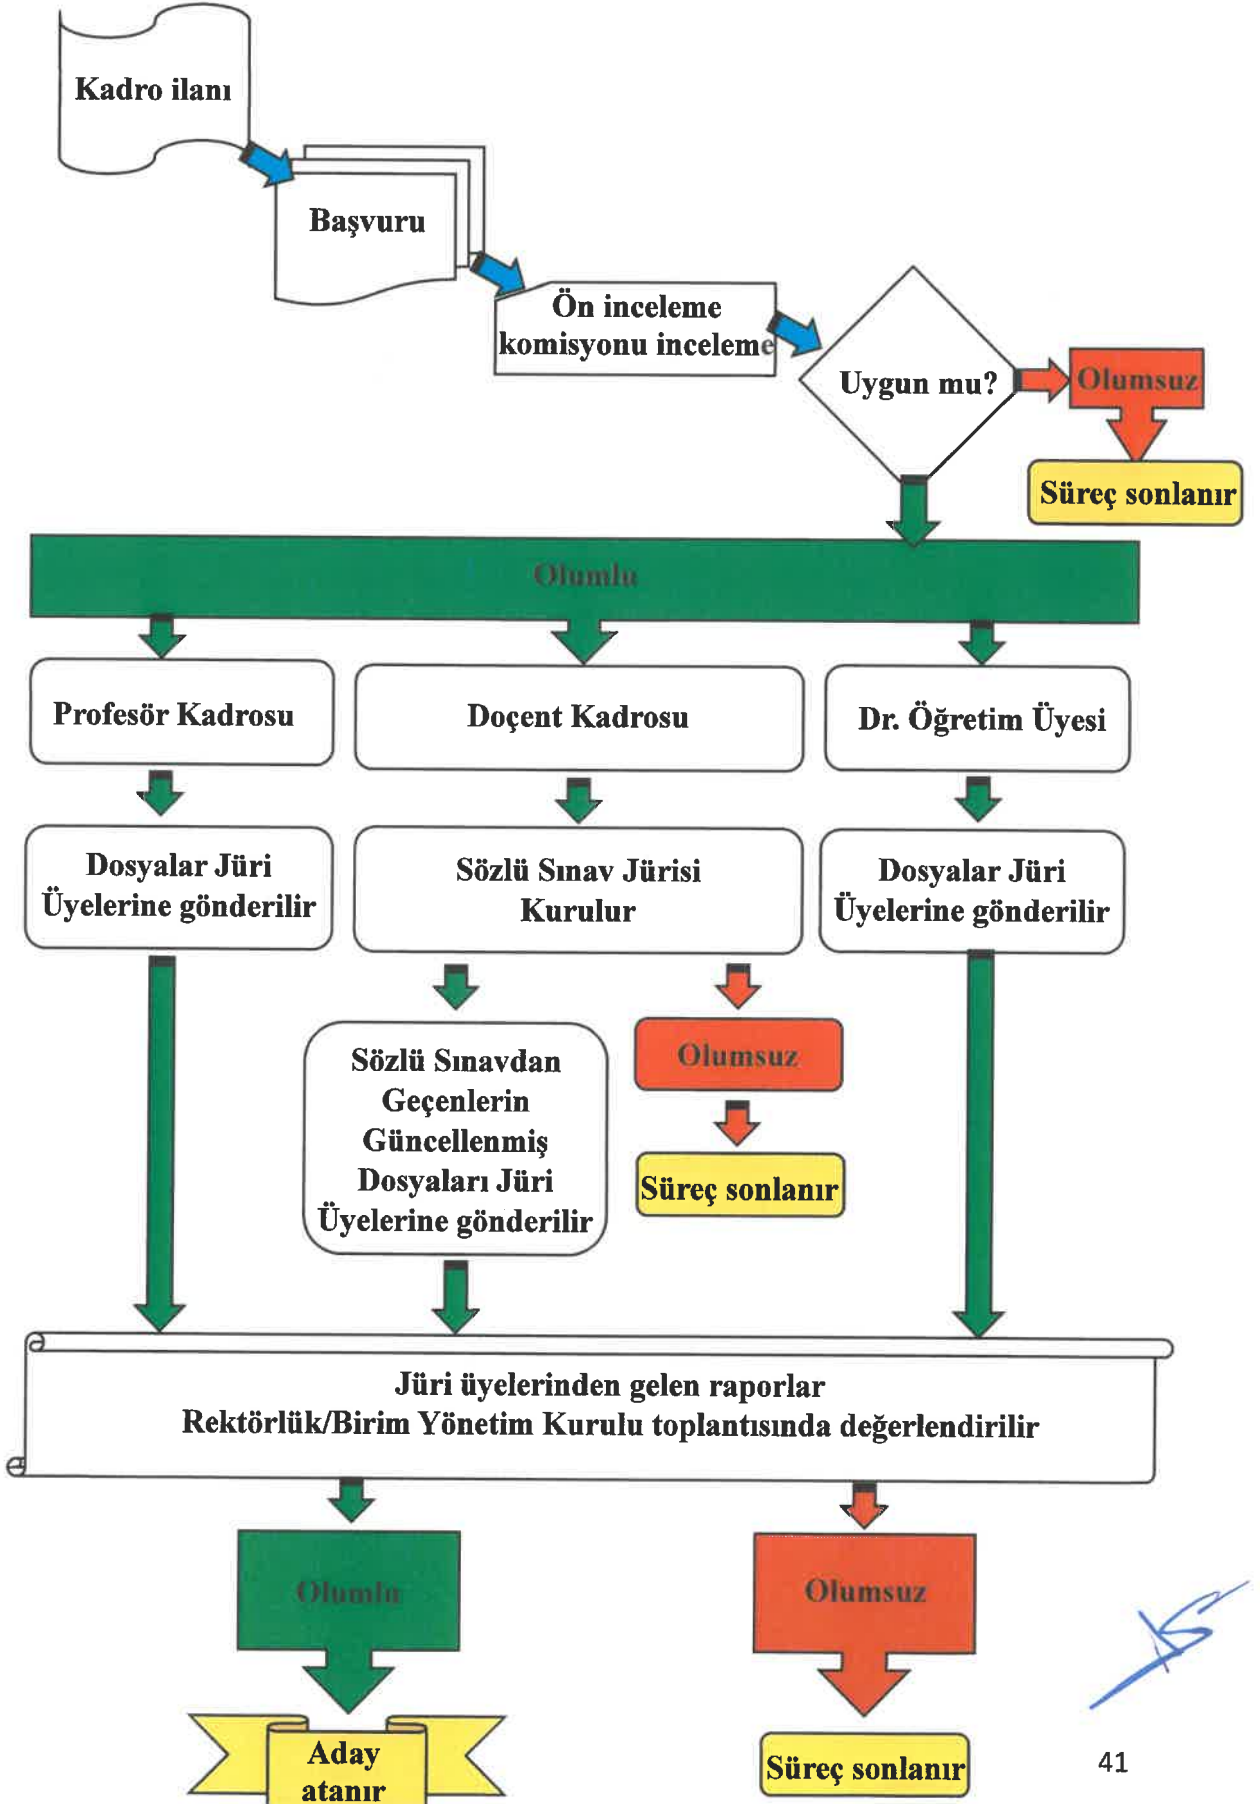 Kadro ilanı
Başvuru
Ön inceleme
komisyonu inceleme
Uygun mu?
Olumsuz
Süreç sonlanır
Olumlu
Profesör Kadrosu
Doçent Kadrosu
Dr. Öğretim Üyesi
Dosyalar Jüri
Üyelerine gönderilir
Sözlü Sınav Jürisi
Kurulur
Dosyalar Jüri
Üyelerine gönderilir
Sözlü Sınavdan
Geçenlerin
Güncellenmiş
Dosyaları Jüri
Üyelerine gönderilir
Olumsuz
Süreç sonlanır
Jüri üyelerinden gelen raporlar
Rektörlük/Birim Yönetim Kurulu toplantısında değerlendirilir
Olumlu
Olumsuz
Aday
atanır
Süreç sonlanır
41